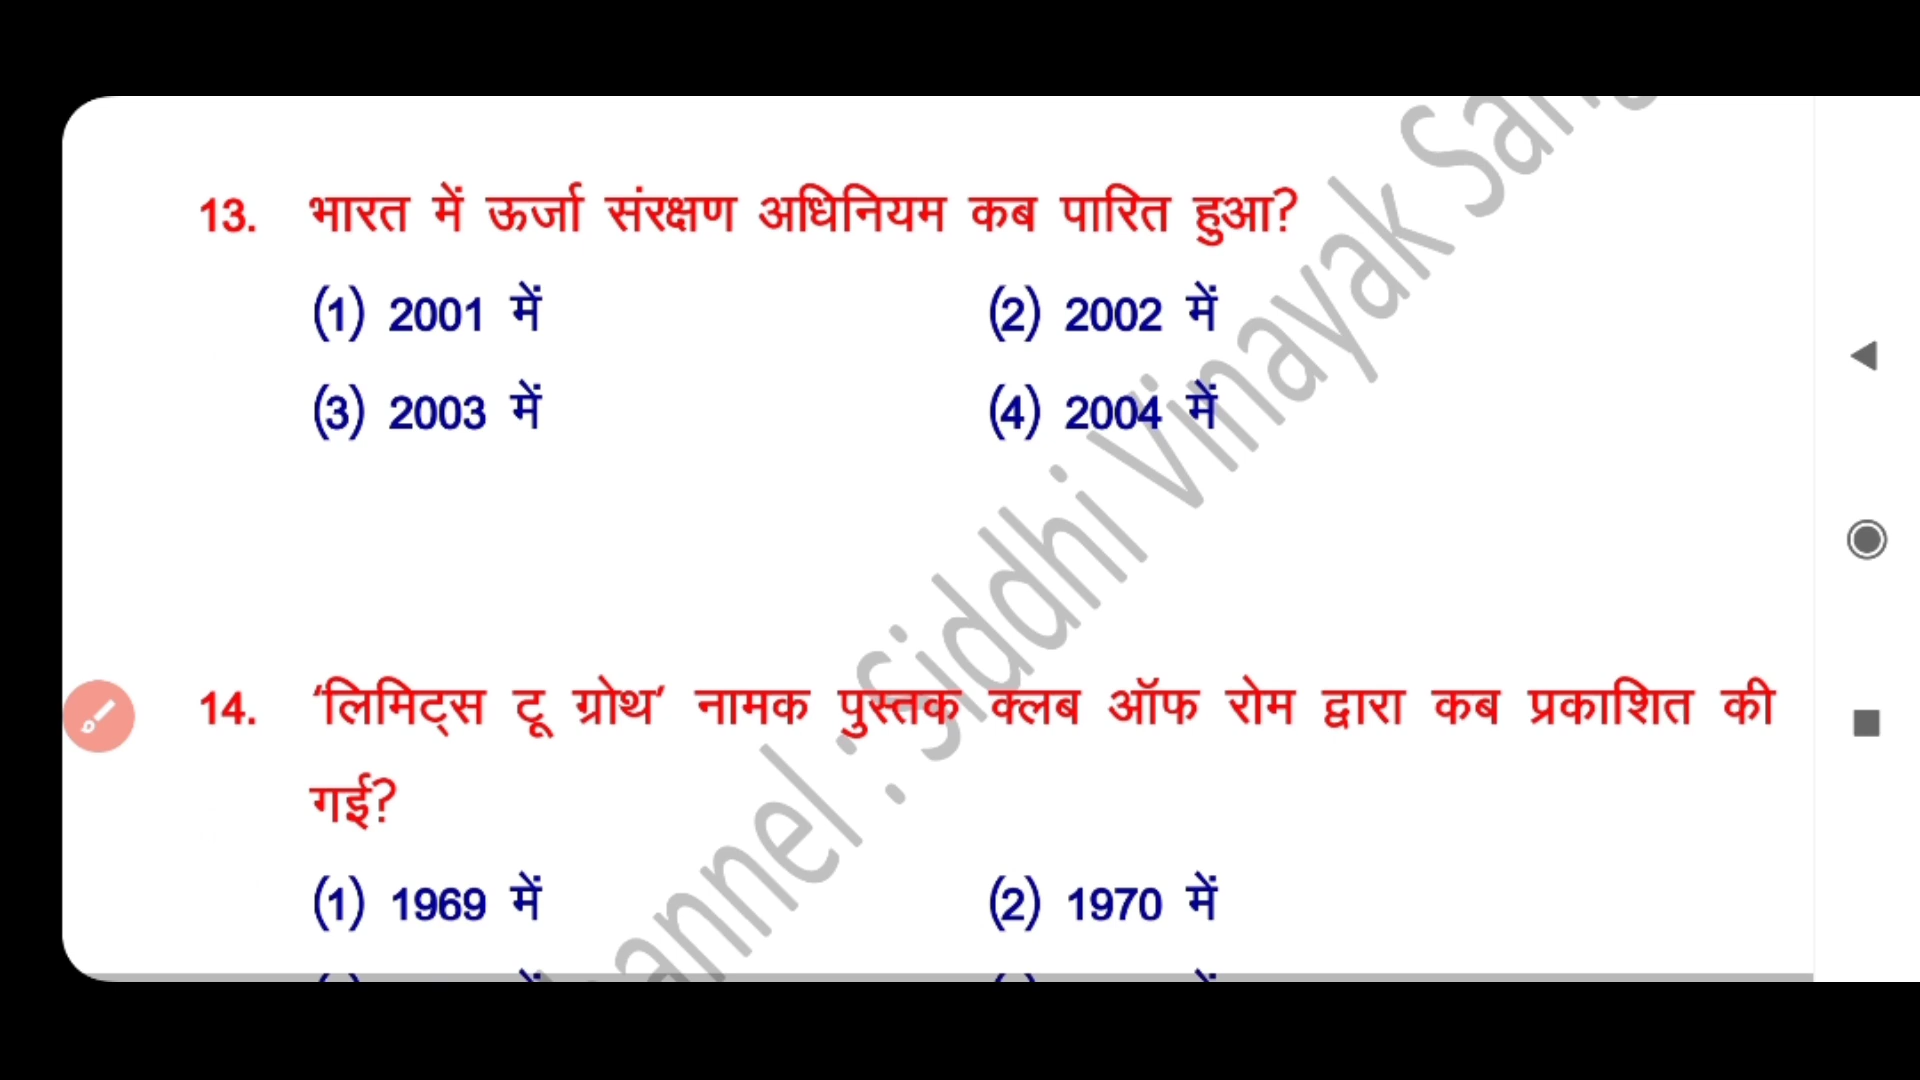 13. भारत में ऊर्जा संरक्षण अधिनियम कब पारित हुआ?
(1) 2001 में (2) 2002 में
(3) 2003 में (4) 2004 में
14. ‘लिमिट्स टू ग्रोथ’ नामक पुस्तक क्लब ऑफ रोम द्वारा कब प्रकाशित की
गई?
(1) 1969 में (2) 1970 में
annel : Siddhi Vinayak